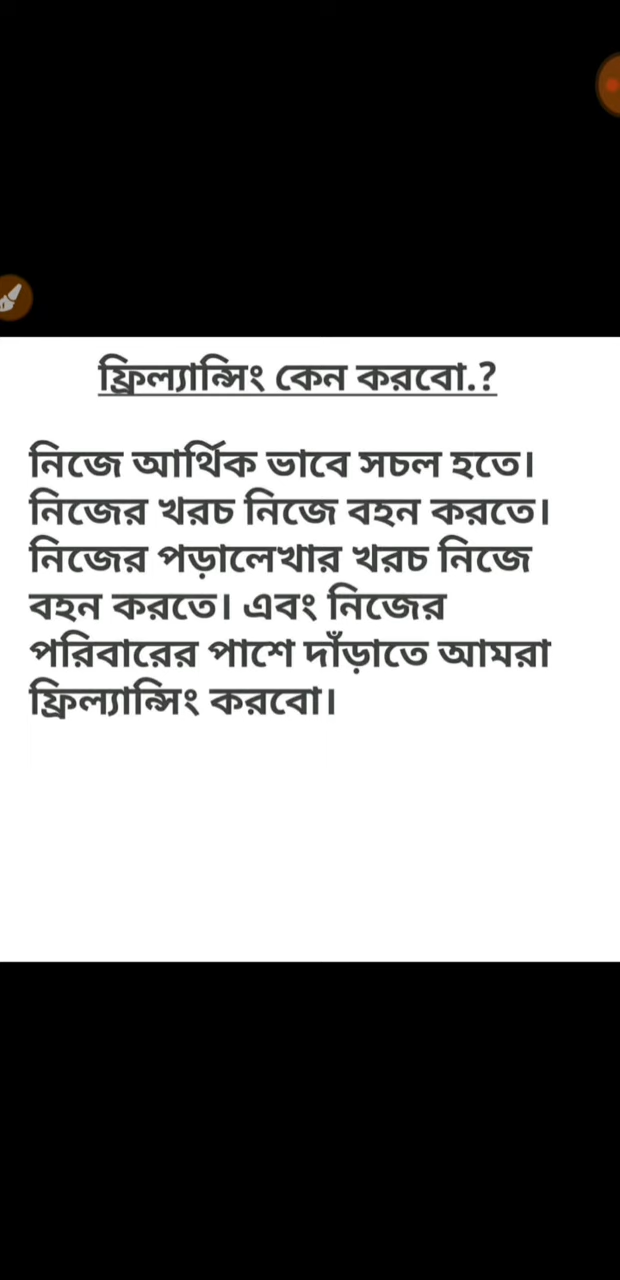 ফ্রিল্যান্সিং কেন করবো.?
নিজে আর্থিক ভাবে সচল হতে।
নিজের খরচ নিজে বহন করতে।
নিজের পড়ালেখার খরচ নিজে
বহন করতে। এবং নিজের
পরিবারের পাশে দাঁড়াতে আমরা
ফ্রিল্যান্সিং করবো।